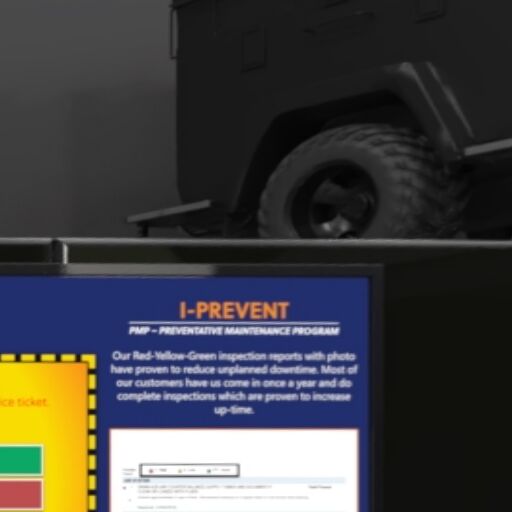 I-PREVENT
PMP – PREVENTATIVE MAINTENANCE PROGRAM
Our Red-Yellow-Green inspection reports with photo
have proven to reduce unplanned downtime. Most of
our customers have us come in once a year and do
complete inspections which are proven to increase
up-time.
ice ticket.